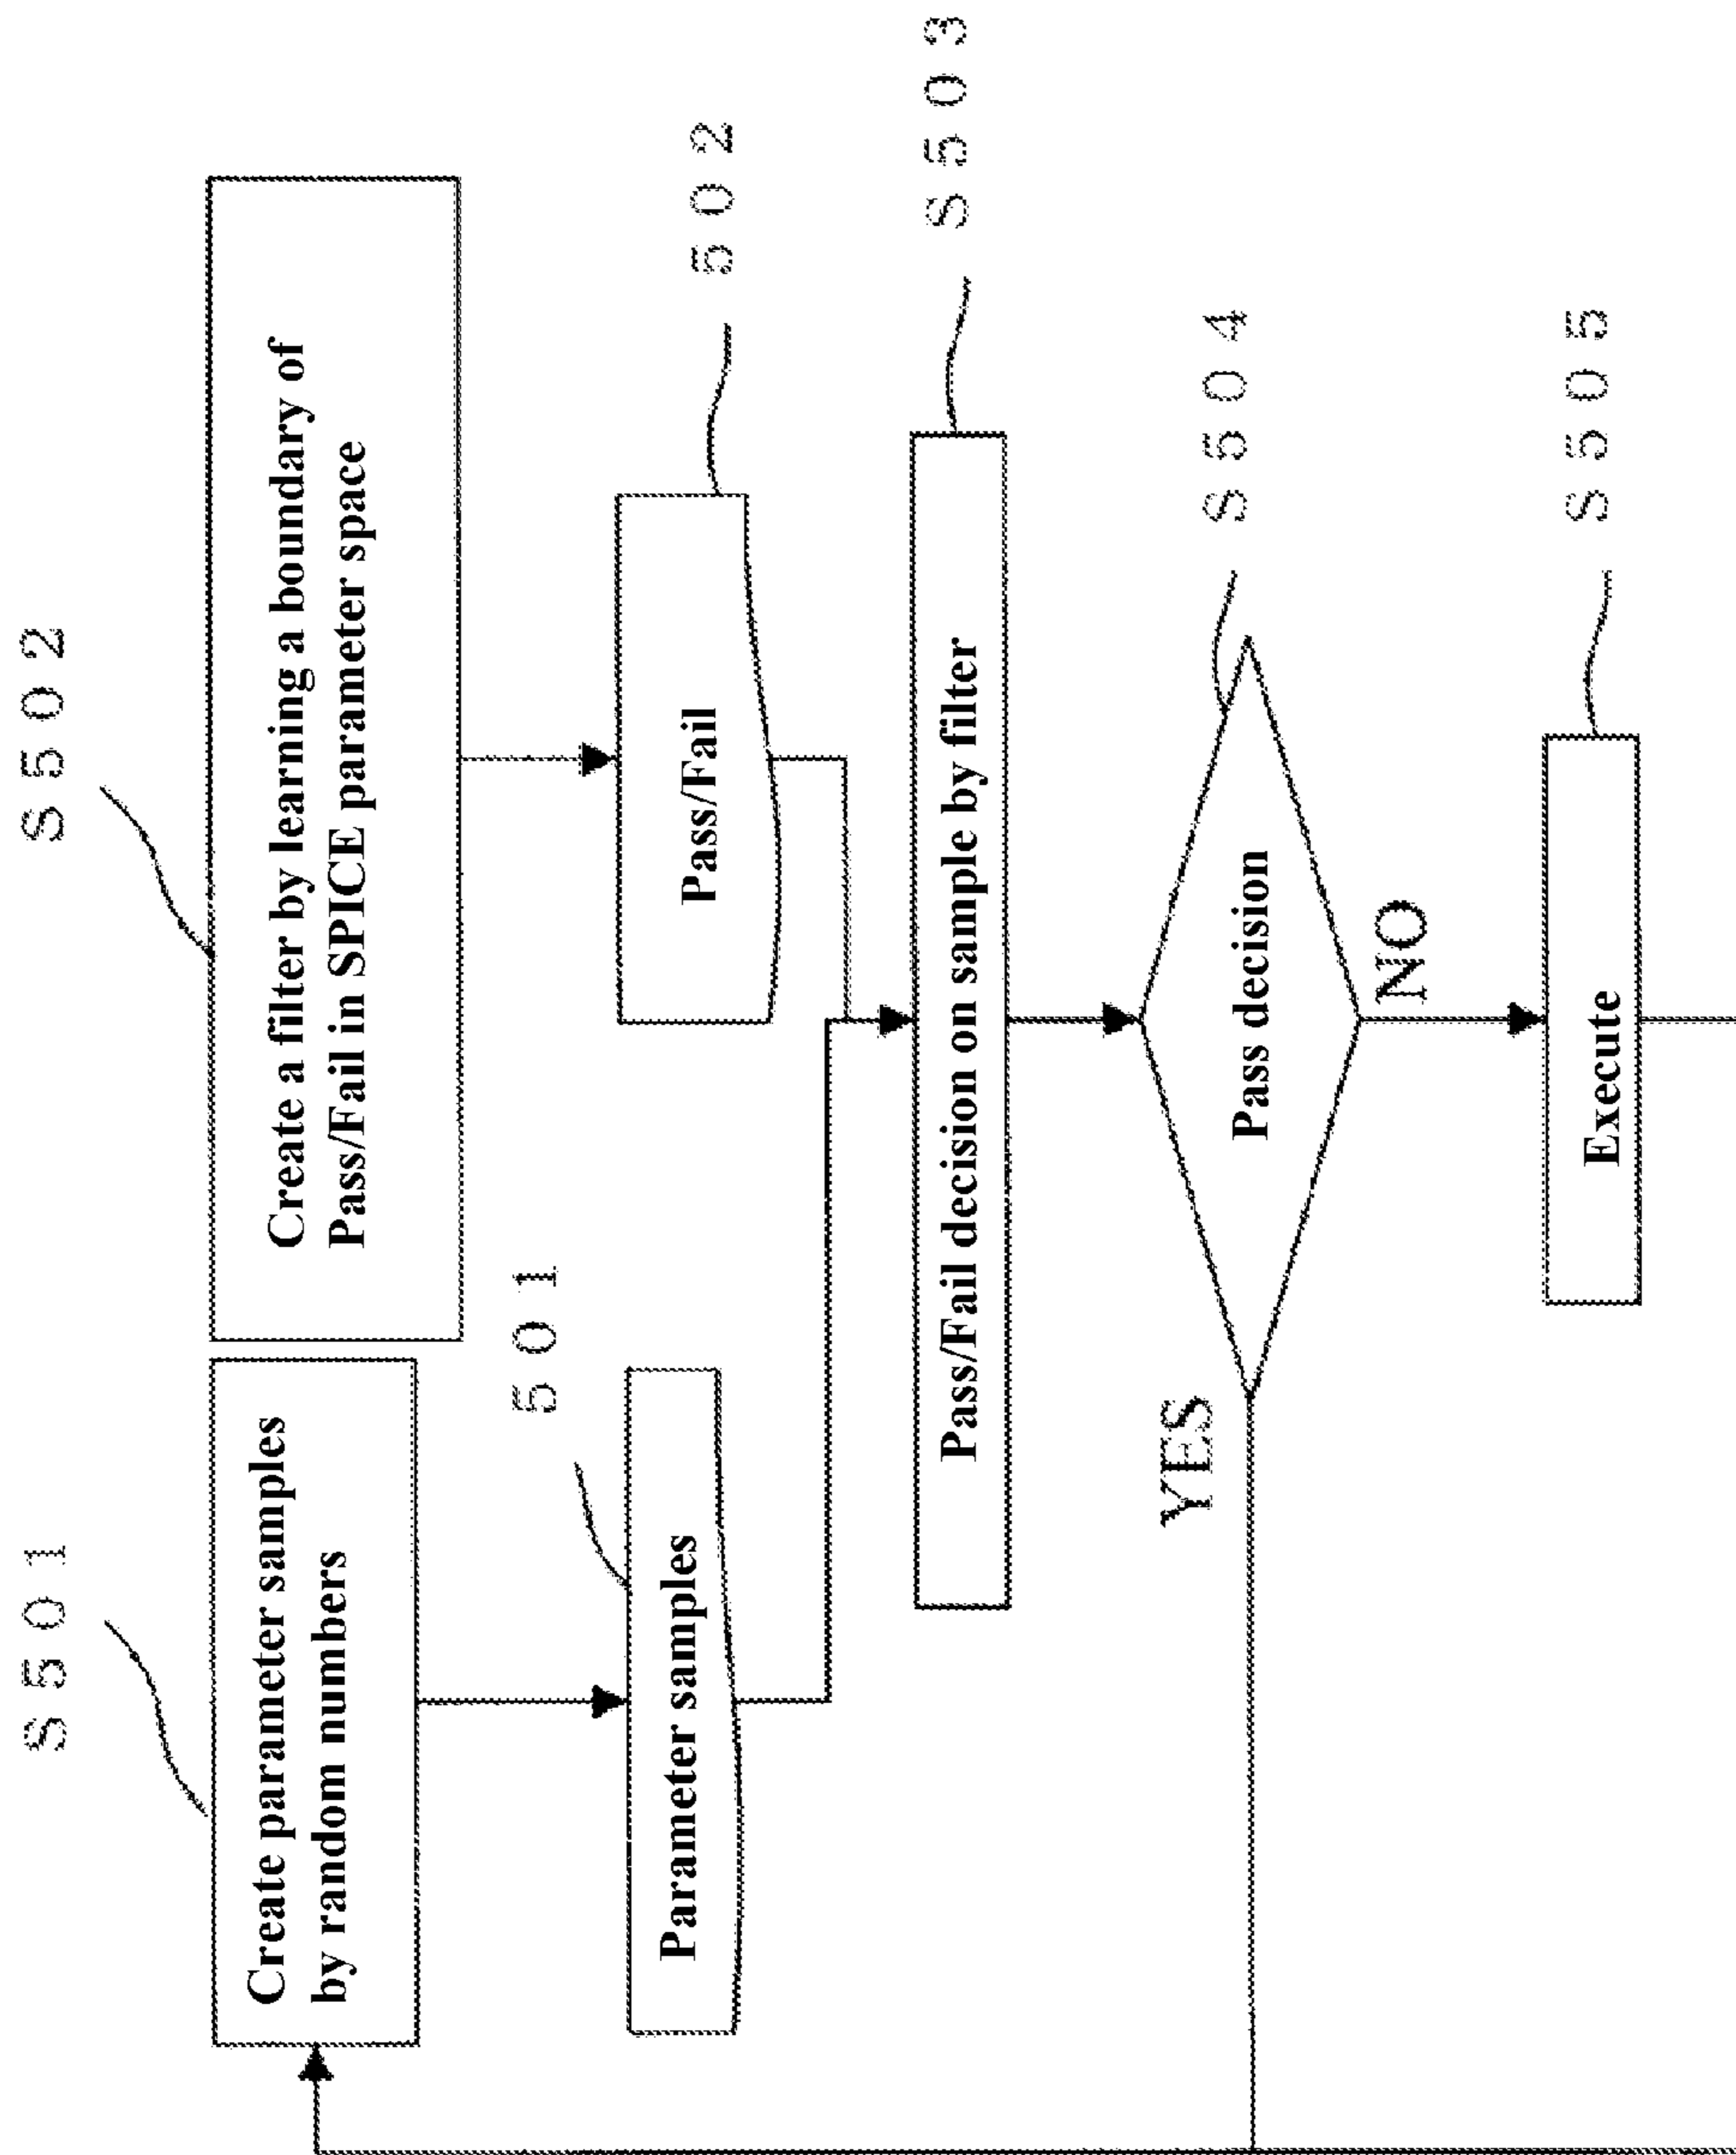 S501
S502
Create parameter samples
by random numbers
Create a filter by learning a boundary of
Pass/Fail in SPICE parameter space
501
502
Parameter samples
Pass/Fail
S503
Pass/Fail decision on sample by filter
S504
YES
Pass decision
NO
S505
Execute